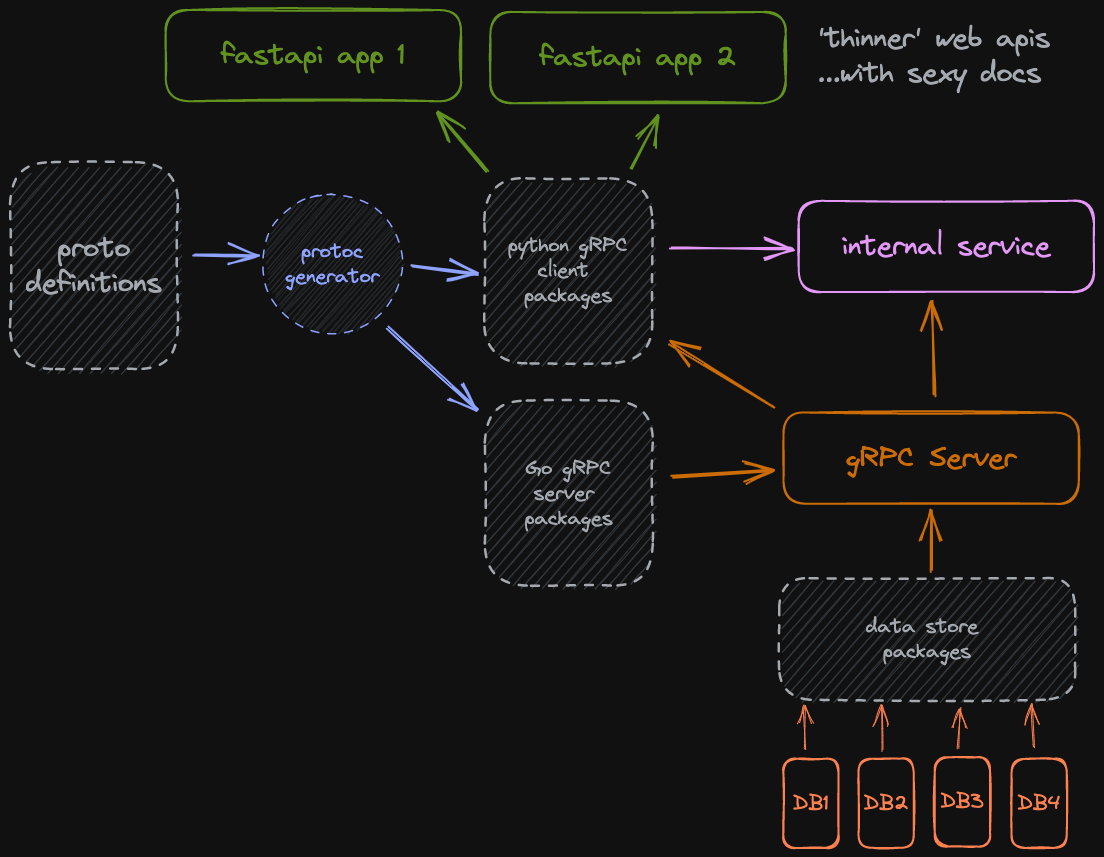 fastapi app 1
fastapi app 2
'thinner' web apis
...with sexy docs
proto
definitions
protoc
generator
python gRPC
client
packages
internal service
Go gRPC
server
packages
gRPC Server
data store
packages
DB1
DB2
DB3
DB4